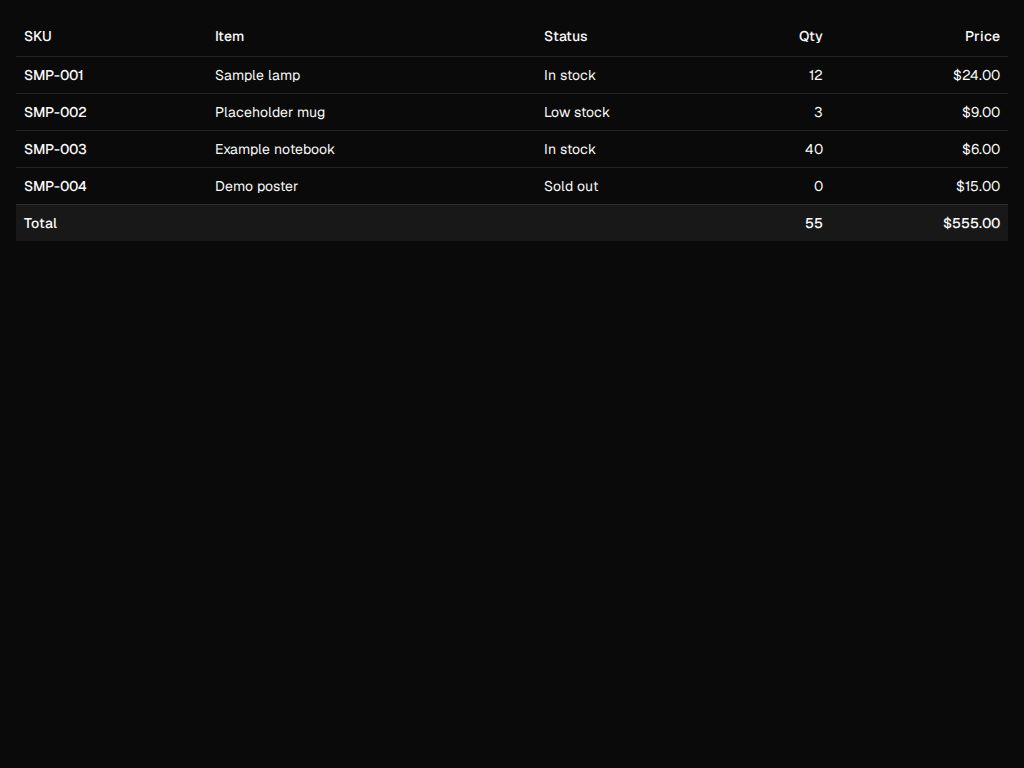 SKU Item Status Qty Price
SMP-001 Sample lamp In stock 12 $24.00
SMP-002 Placeholder mug Low stock 3 $9.00
SMP-003 Example notebook In stock 40 $6.00
SMP-004 Demo poster Sold out 0 $15.00
Total 55 $555.00